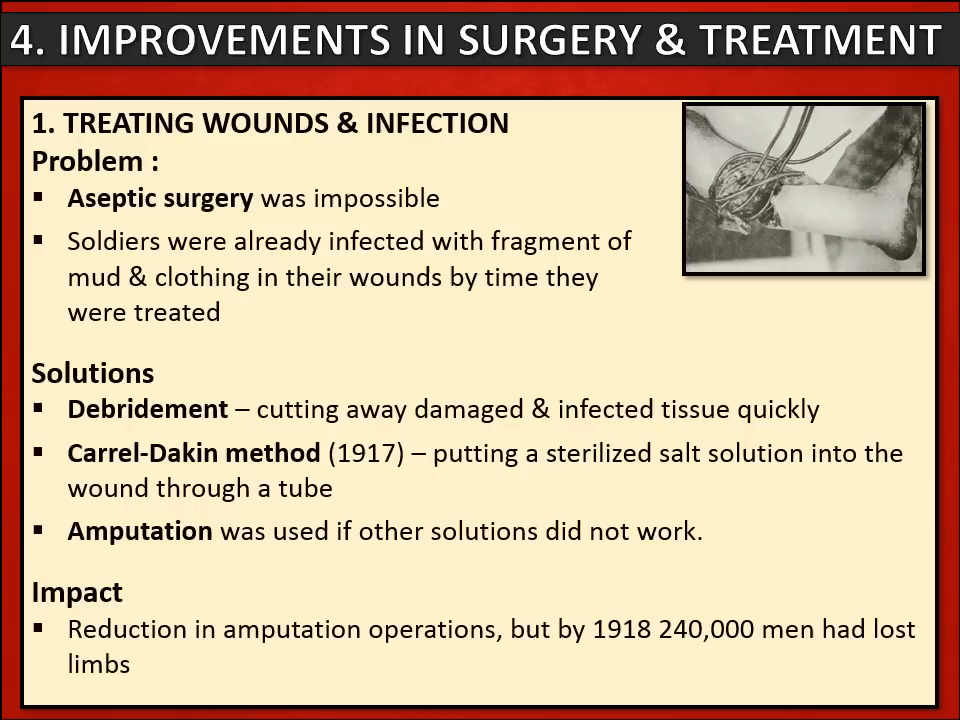 4. IMPROVEMENTS IN SURGERY & TREATMENT
1. TREATING WOUNDS & INFECTION
Problem :
▪ Aseptic surgery was impossible
▪ Soldiers were already infected with fragment of
mud & clothing in their wounds by time they
were treated
Solutions
▪ Debridement – cutting away damaged & infected tissue quickly
▪ Carrel-Dakin method (1917) – putting a sterilized salt solution into the
wound through a tube
▪ Amputation was used if other solutions did not work.
Impact
▪ Reduction in amputation operations, but by 1918 240,000 men had lost
limbs